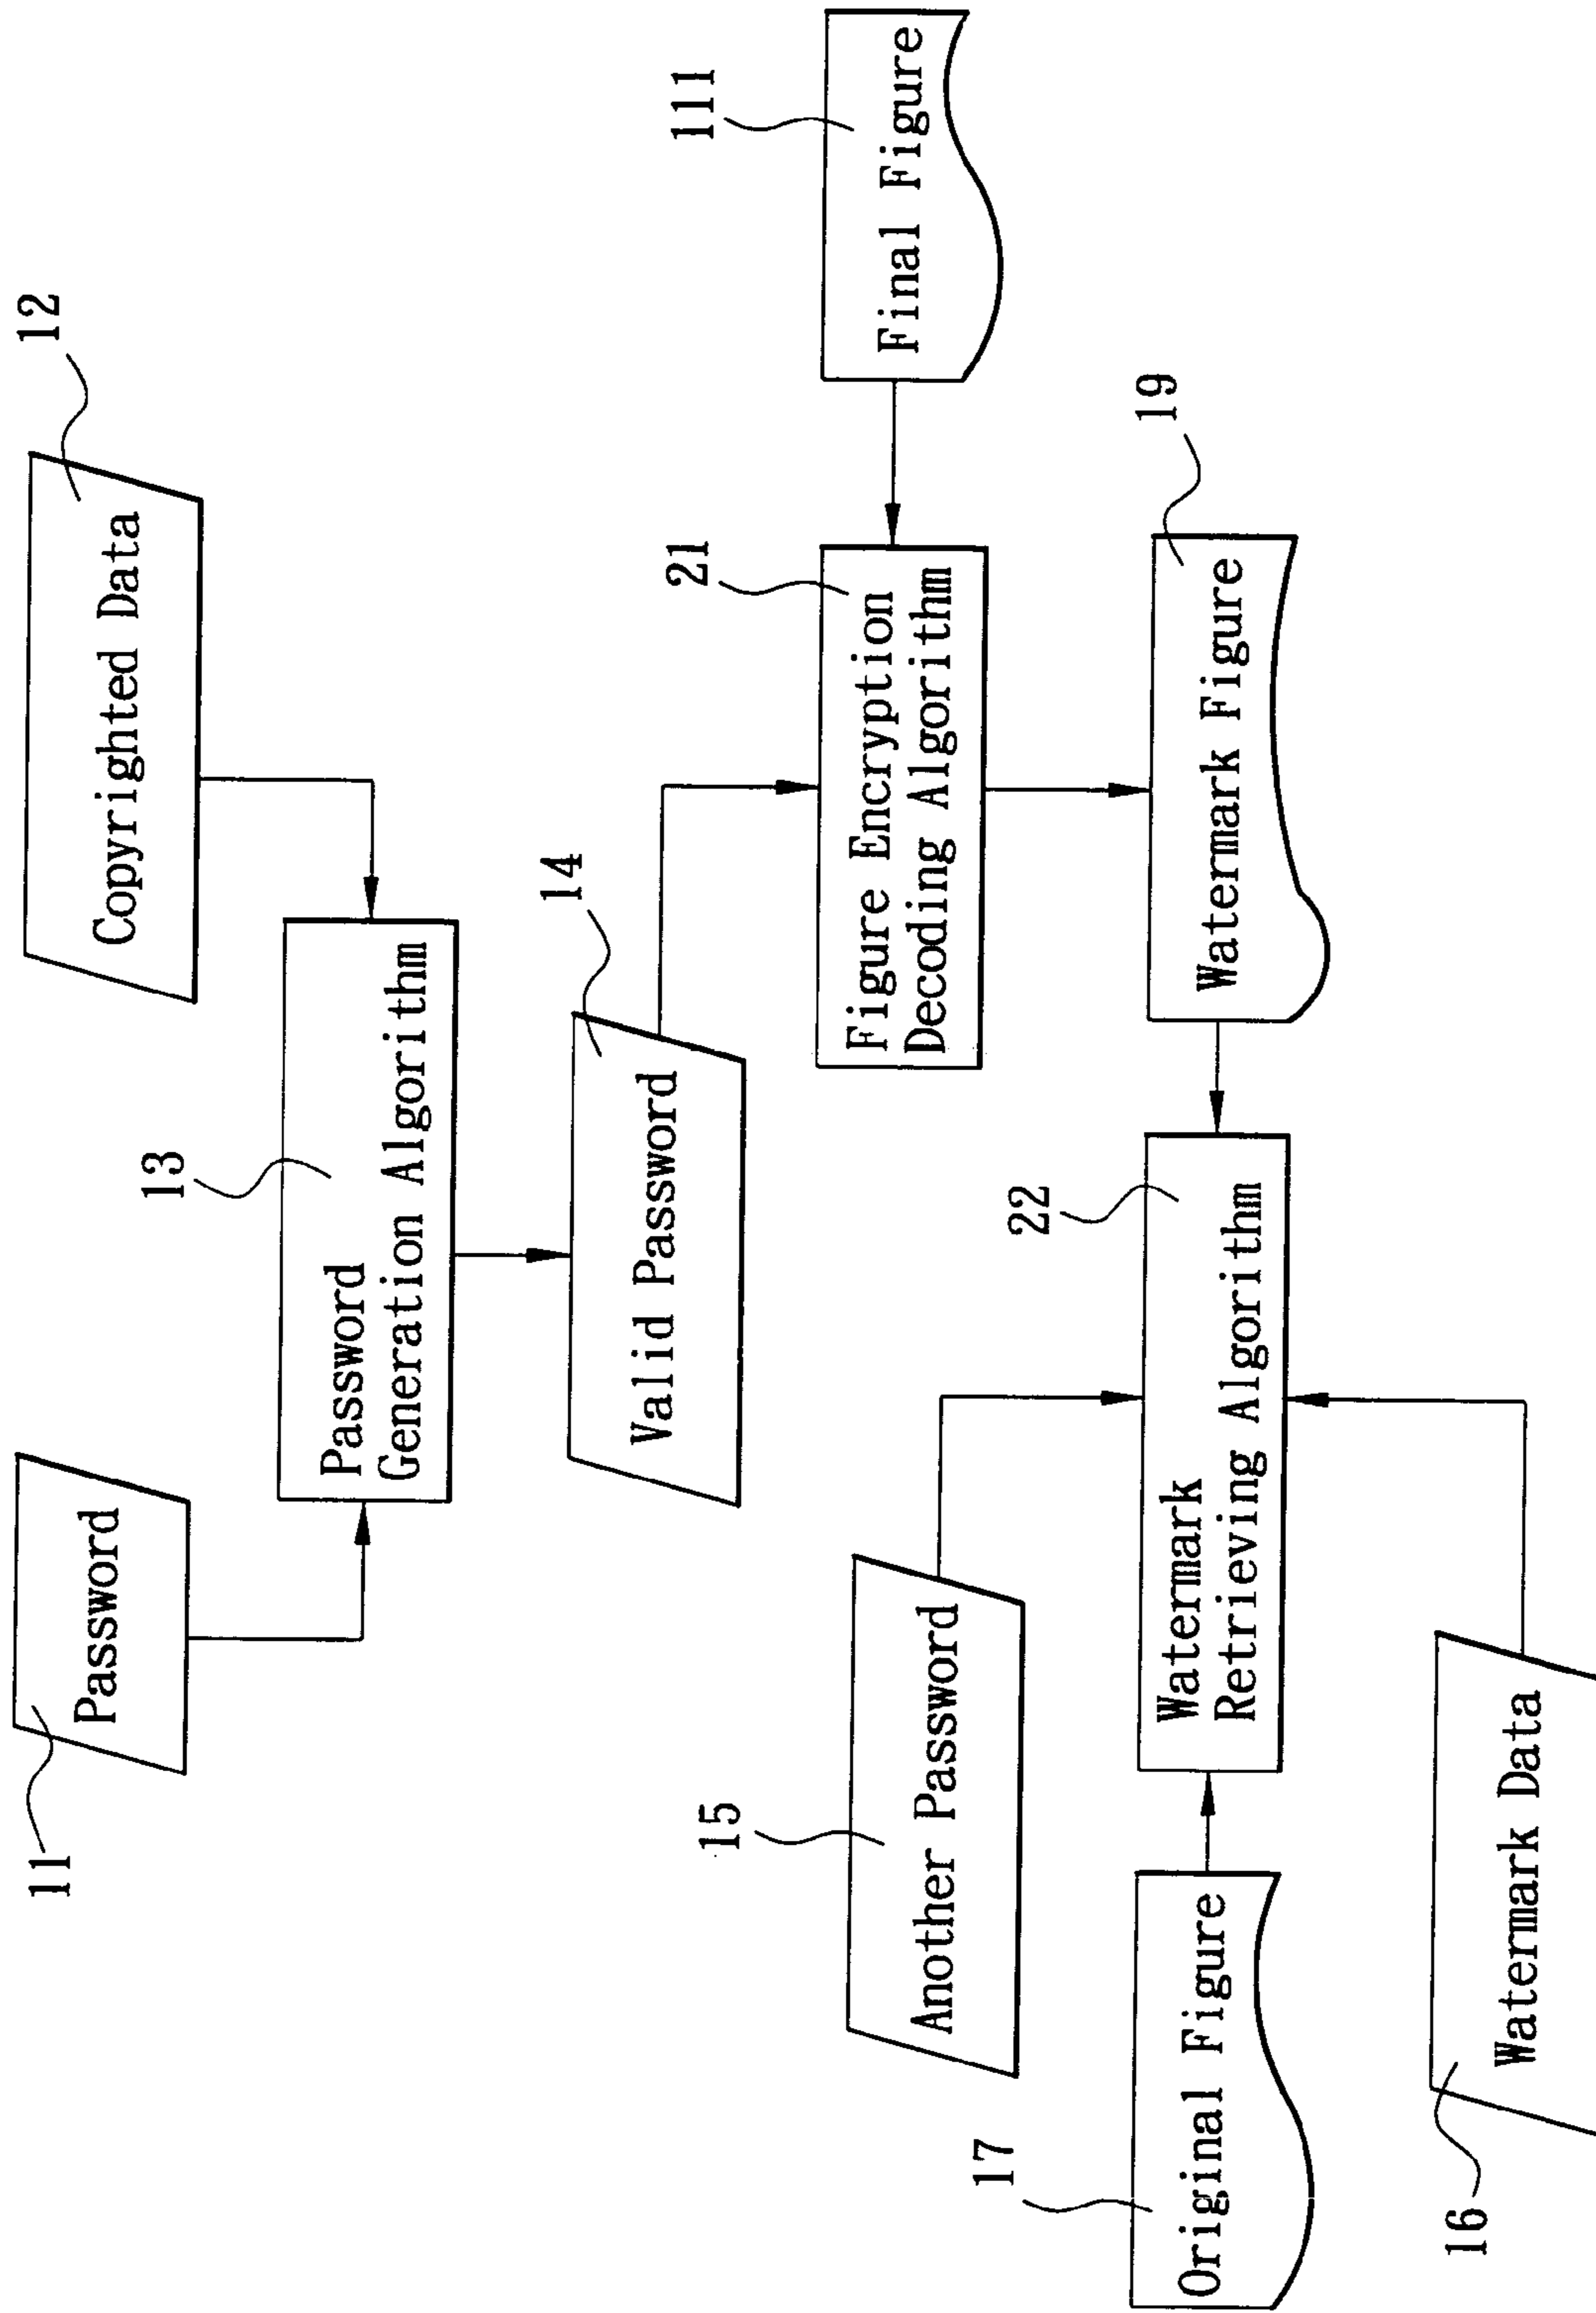 11
Password
12
Copyrighted Data
13
Password
Generation Algorithm
14
Valid Password
15
Another Password
21
Figure Encryption
Decoding Algorithm
111
Final Figure
17
Original Figure
22
Watermark
Retrieving Algorithm
19
Watermark Figure
16
Watermark Data